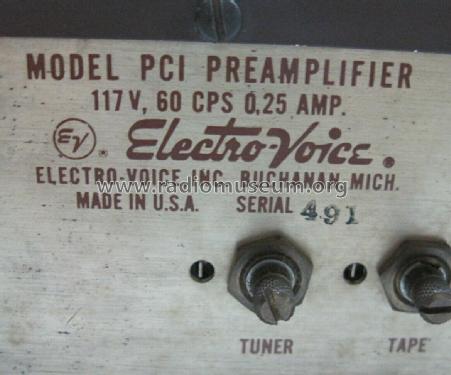 MODEL PCI PREAMPLIFIER
117 V, 60 CPS 0.25 AMP.
EV ® Electro-Voice ®
www.radiomuseum.org
ELECTRO-VOICE INC. BUCHANAN, MICH.
MADE IN U.S.A. SERIAL 491
TUNER TAPE